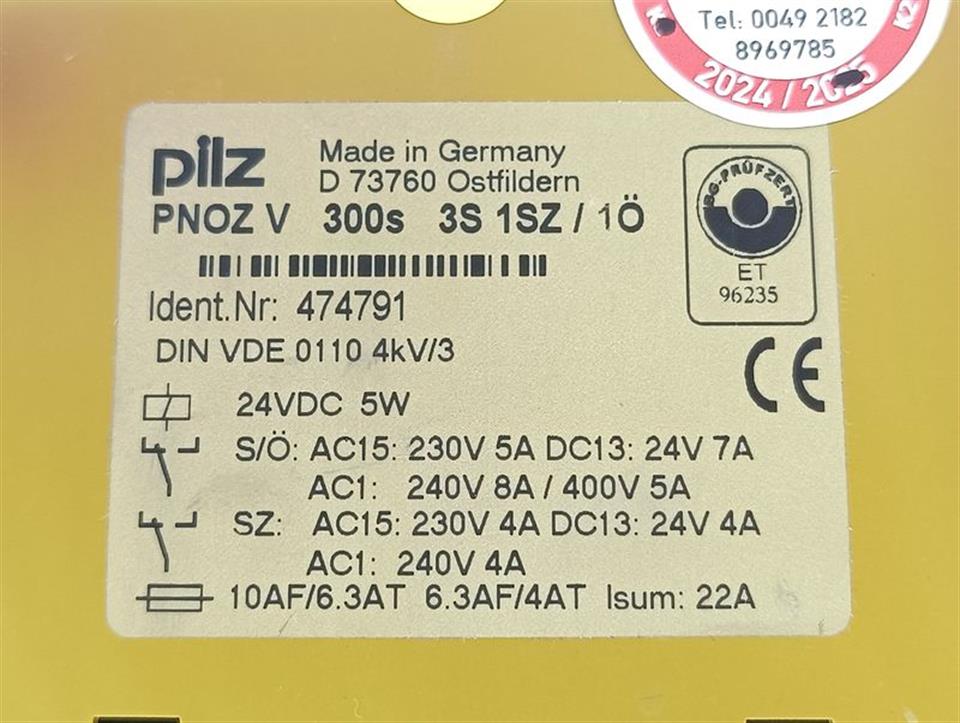 Tel: 0049 2182
8969785
2024 / 2025
pilz
Made in Germany
D 73760 Ostfildern
PNOZ V 300s 3S 1SZ / 1Ö
BG-PRÜFZERT
ET
96235
Ident.Nr: 474791
DIN VDE 0110 4kV/3
CE
24VDC 5W
S/Ö: AC15: 230V 5A DC13: 24V 7A
AC1: 240V 8A / 400V 5A
SZ: AC15: 230V 4A DC13: 24V 4A
AC1: 240V 4A
10AF/6.3AT 6.3AF/4AT Isum: 22A